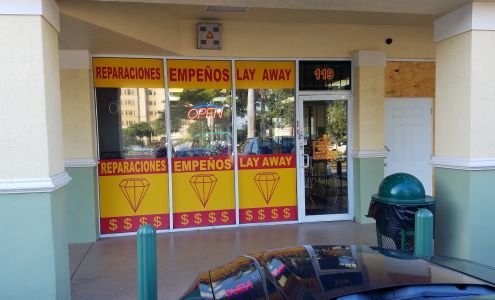 REPARACIONES EMPEÑOS LAY AWAY
119
OPEN
REPARACIONES EMPEÑOS LAY AWAY
$ $ $ $ $ $ $ $ $ $ $ $